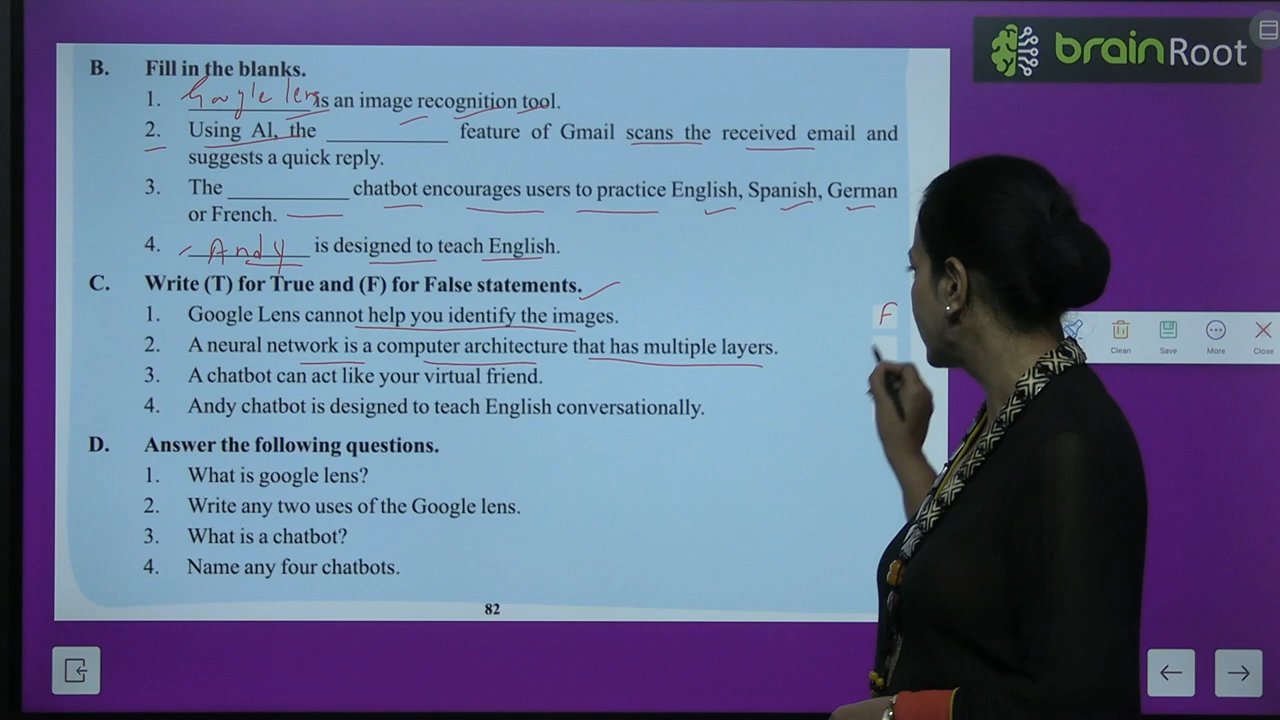 brainRoot
B. Fill in the blanks.
1. Google lens is an image recognition tool.
2. Using AI, the __________ feature of Gmail scans the received email and
suggests a quick reply.
3. The __________ chatbot encourages users to practice English, Spanish, German
or French.
4. Andy is designed to teach English.
C. Write (T) for True and (F) for False statements.
1. Google Lens cannot help you identify the images. F
2. A neural network is a computer architecture that has multiple layers.
3. A chatbot can act like your virtual friend.
4. Andy chatbot is designed to teach English conversationally.
D. Answer the following questions.
1. What is google lens?
2. Write any two uses of the Google lens.
3. What is a chatbot?
4. Name any four chatbots.
82
Clean Save More Close